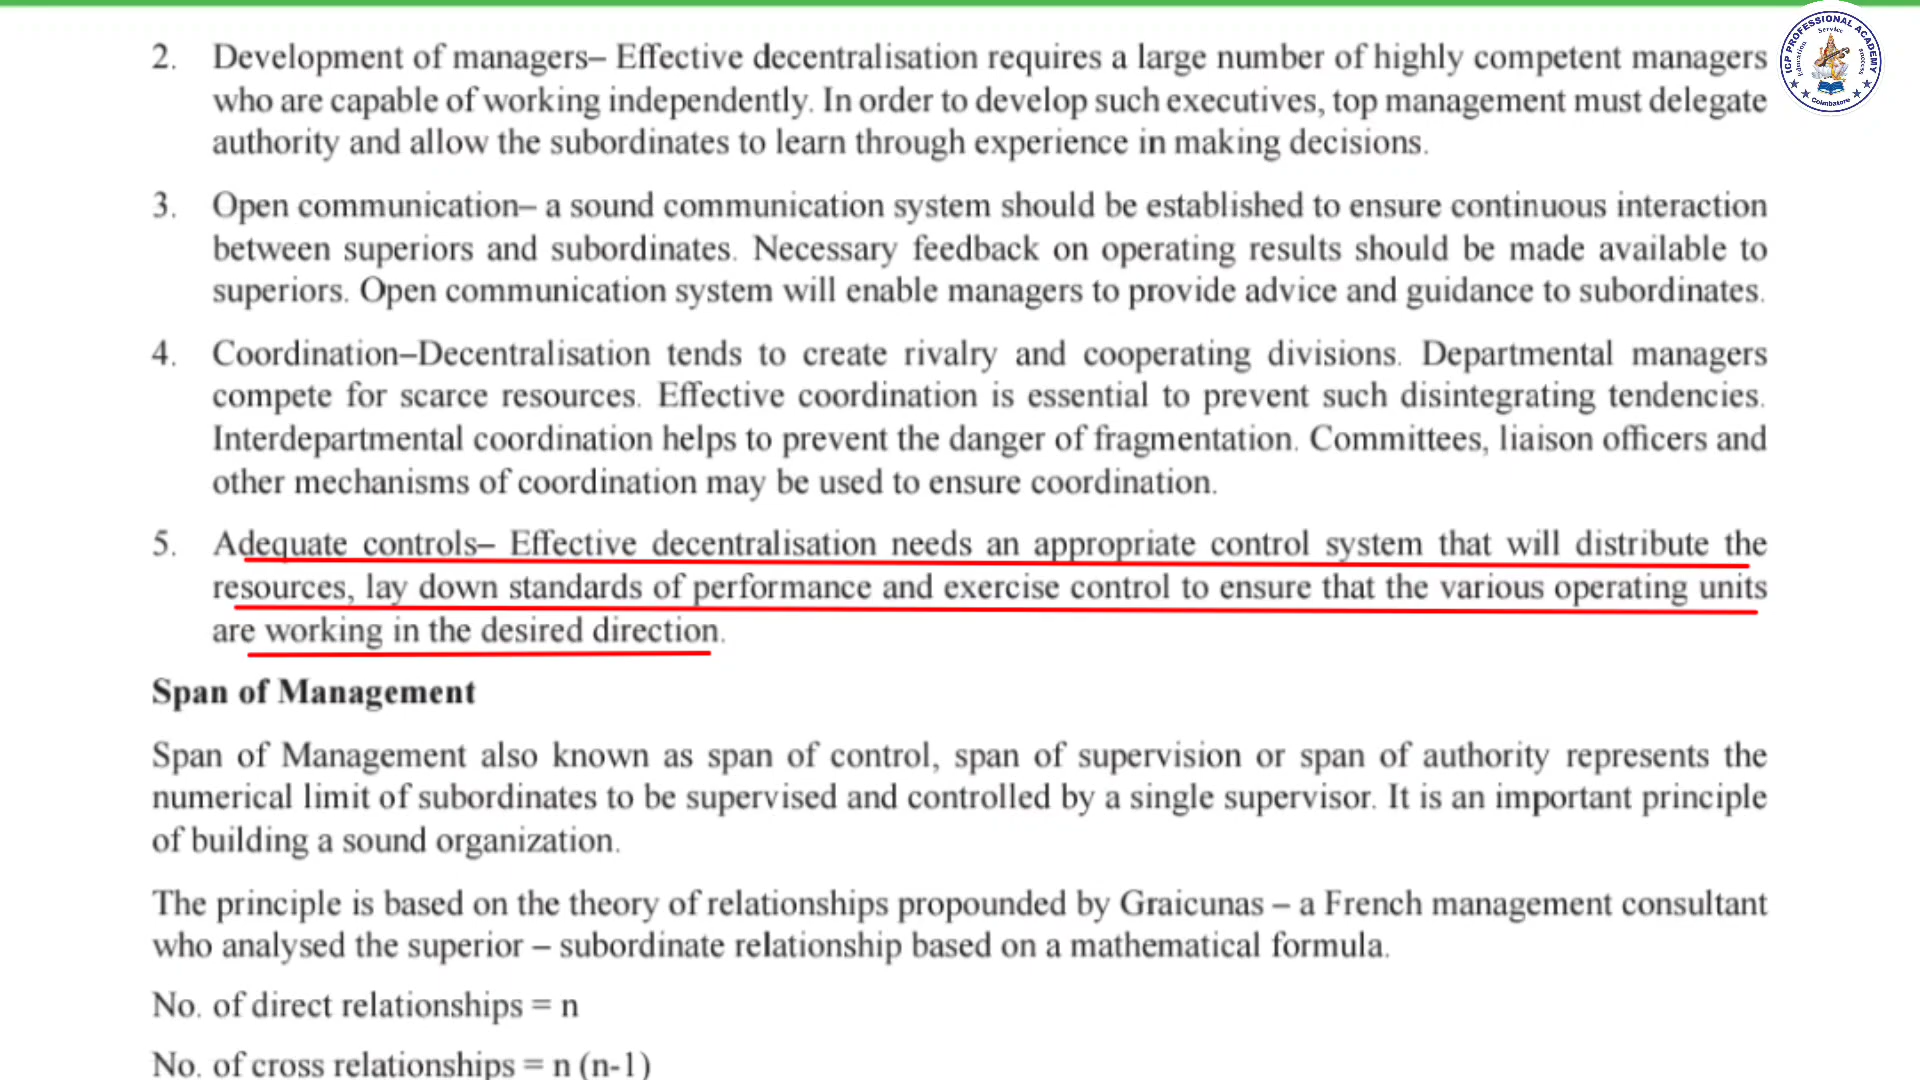 ICP PROFESSIONAL ACADEMY
Service
Education
Success
Coimbatore
2. Development of managers– Effective decentralisation requires a large number of highly competent managers
who are capable of working independently. In order to develop such executives, top management must delegate
authority and allow the subordinates to learn through experience in making decisions.
3. Open communication– a sound communication system should be established to ensure continuous interaction
between superiors and subordinates. Necessary feedback on operating results should be made available to
superiors. Open communication system will enable managers to provide advice and guidance to subordinates.
4. Coordination–Decentralisation tends to create rivalry and cooperating divisions. Departmental managers
compete for scarce resources. Effective coordination is essential to prevent such disintegrating tendencies.
Interdepartmental coordination helps to prevent the danger of fragmentation. Committees, liaison officers and
other mechanisms of coordination may be used to ensure coordination.
5. Adequate controls– Effective decentralisation needs an appropriate control system that will distribute the
resources, lay down standards of performance and exercise control to ensure that the various operating units
are working in the desired direction.
Span of Management
Span of Management also known as span of control, span of supervision or span of authority represents the
numerical limit of subordinates to be supervised and controlled by a single supervisor. It is an important principle
of building a sound organization.
The principle is based on the theory of relationships propounded by Graicunas – a French management consultant
who analysed the superior – subordinate relationship based on a mathematical formula.
No. of direct relationships = n
No. of cross relationships = n (n-1)